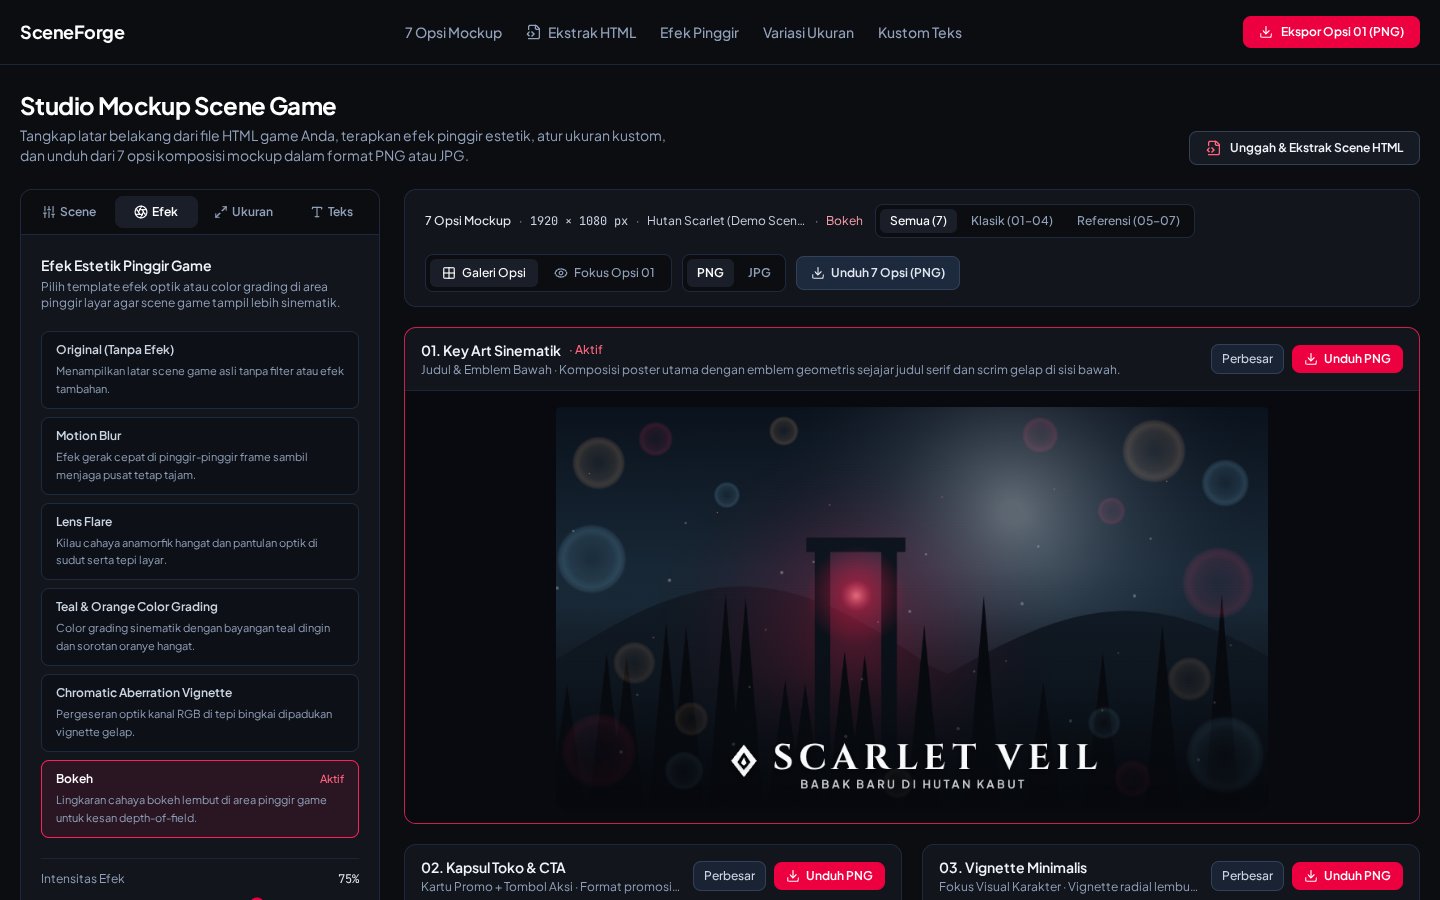 SceneForge
7 Opsi Mockup
Ekstrak HTML
Efek Pinggir
Variasi Ukuran
Kustom Teks
Ekspor Opsi 01 (PNG)
Studio Mockup Scene Game
Tangkap latar belakang dari file HTML game Anda, terapkan efek pinggir estetik, atur ukuran kustom,
dan unduh dari 7 opsi komposisi mockup dalam format PNG atau JPG.
Unggah & Ekstrak Scene HTML
Scene
Efek
Ukuran
Teks
Efek Estetik Pinggir Game
Pilih template efek optik atau color grading di area
pinggir layar agar scene game tampil lebih sinematik.
Original (Tanpa Efek)
Menampilkan latar scene game asli tanpa filter atau efek
tambahan.
Motion Blur
Efek gerak cepat di pinggir-pinggir frame sambil
menjaga pusat tetap tajam.
Lens Flare
Kilau cahaya anamorfik hangat dan pantulan optik di
sudut serta tepi layar.
Teal & Orange Color Grading
Color grading sinematik dengan bayangan teal dingin
dan sorotan oranye hangat.
Chromatic Aberration Vignette
Pergeseran optik kanal RGB di tepi bingkai dipadukan
vignette gelap.
Bokeh
Aktif
Lingkaran cahaya bokeh lembut di area pinggir game
untuk kesan depth-of-field.
Intensitas Efek
75%
7 Opsi Mockup · 1920 × 1080 px · Hutan Scarlet (Demo Scen... · Bokeh
Semua (7)
Klasik (01–04)
Referensi (05–07)
Galeri Opsi
Fokus Opsi 01
PNG
JPG
Unduh 7 Opsi (PNG)
01. Key Art Sinematik · Aktif
Judul & Emblem Bawah · Komposisi poster utama dengan emblem geometris sejajar judul serif dan scrim gelap di sisi bawah.
Perbesar
Unduh PNG
SCARLET VEIL
BABAK BARU DI HUTAN KABUT
02. Kapsul Toko & CTA
Kartu Promo + Tombol Aksi · Format promosi...
Perbesar
Unduh PNG
03. Vignette Minimalis
Fokus Visual Karakter · Vignette radial lembu...
Perbesar
Unduh PNG